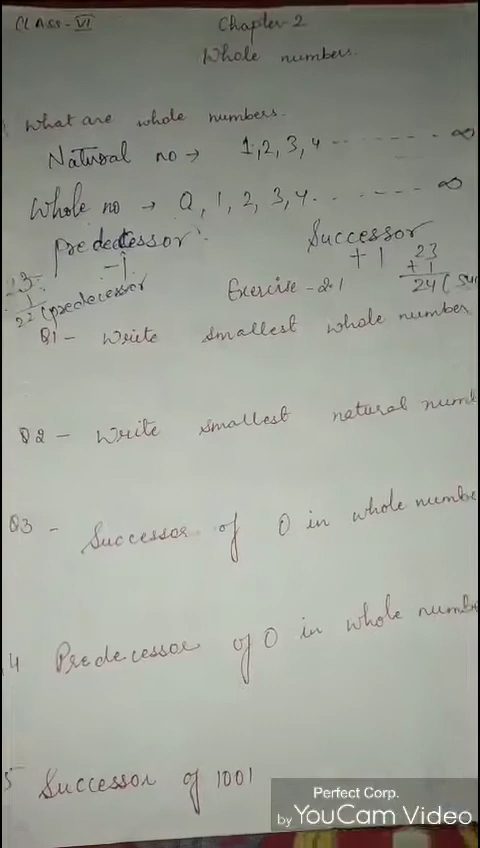 CLASS - VI Chapter-2
Whole numbers.
What are whole numbers.
Natural no → 1,2,3,4 - - - - - - - ∞
Whole no → 0, 1, 2, 3, 4. . . . . . . . ∞
Predecessor Successor
-1 +1 23
+ 1
23 24 (suc
- 1
22 (predecessor Exercise - 2.1
Q1 - Write smallest whole number
Q2 - Write smallest natural numb
Q3 - Successor of 0 in whole numbe
4 Predecessor of 0 in whole numb
5 Successor of 1001
Perfect Corp.
by YouCam Video